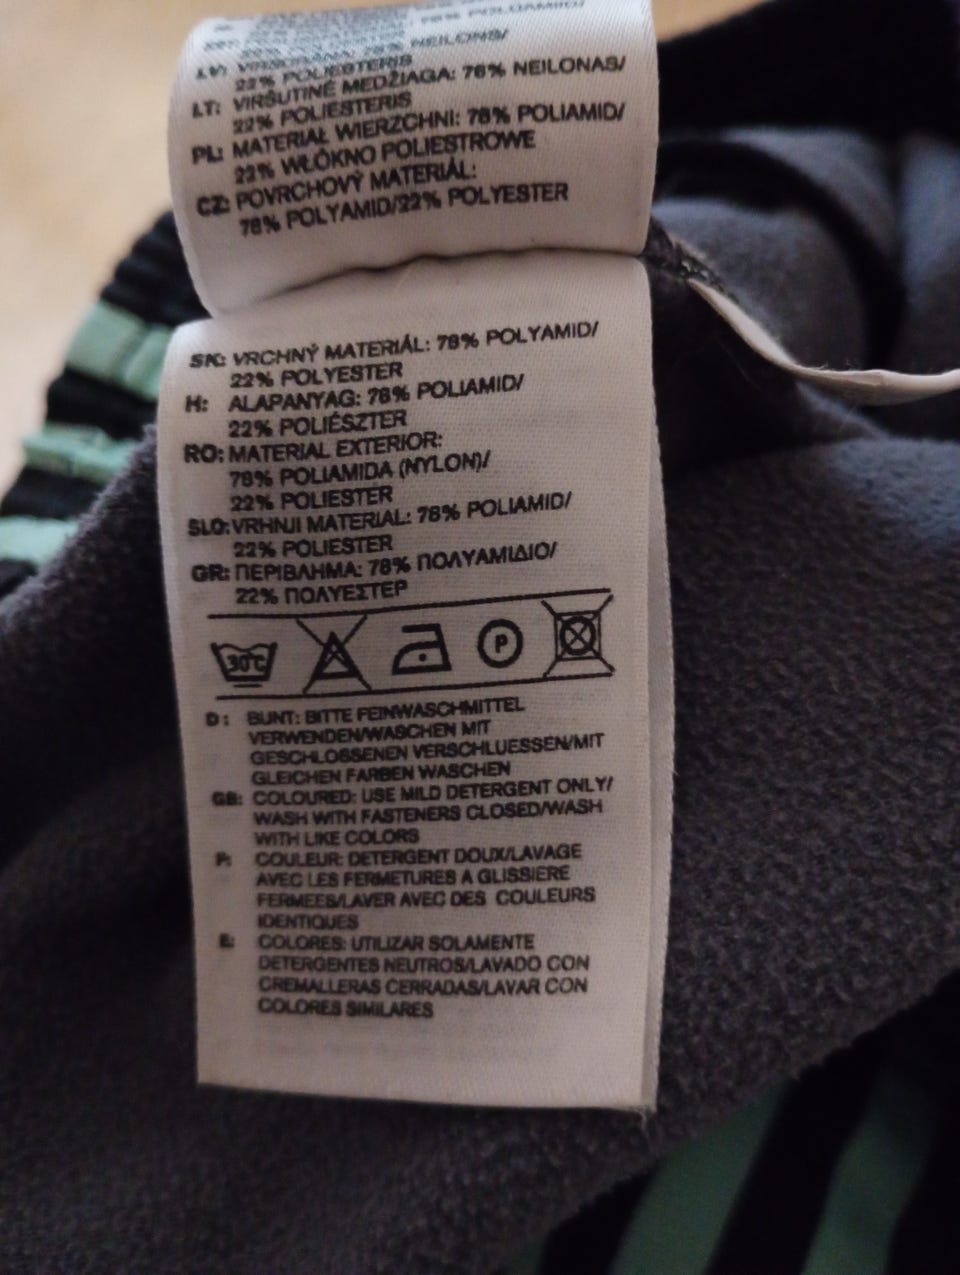 LV: VIRSDRĀNA: 78% NEILONS/
22% POLIESTERIS
LT: VIRŠUTINĖ MEDŽIAGA: 78% NEILONAS/
22% POLIESTERIS
PL: MATERIAŁ WIERZCHNI: 78% POLIAMID/
22% WŁÓKNO POLIESTROWE
CZ: POVRCHOVÝ MATERIÁL:
78% POLYAMID/22% POLYESTER
SK: VRCHNÝ MATERIÁL: 78% POLYAMID/
22% POLYESTER
H: ALAPANYAG: 78% POLIAMID/
22% POLIÉSZTER
RO: MATERIAL EXTERIOR:
78% POLIAMIDA (NYLON)/
22% POLIESTER
SLO: VRHNJI MATERIAL: 78% POLIAMID/
22% POLIESTER
GR: ΠΕΡΙΒΛΗΜΑ: 78% ΠΟΛΥΑΜΙΔΙΟ/
22% ΠΟΛΥΕΣΤΕΡ
30°C P
D: BUNT: BITTE FEINWASCHMITTEL
VERWENDEN/WASCHEN MIT
GESCHLOSSENEN VERSCHLUESSEN/MIT
GLEICHEN FARBEN WASCHEN
GB: COLOURED: USE MILD DETERGENT ONLY/
WASH WITH FASTENERS CLOSED/WASH
WITH LIKE COLORS
F: COULEUR: DETERGENT DOUX/LAVAGE
AVEC LES FERMETURES A GLISSIERE
FERMEES/LAVER AVEC DES COULEURS
IDENTIQUES
E: COLORES: UTILIZAR SOLAMENTE
DETERGENTES NEUTROS/LAVADO CON
CREMALLERAS CERRADAS/LAVAR CON
COLORES SIMILARES